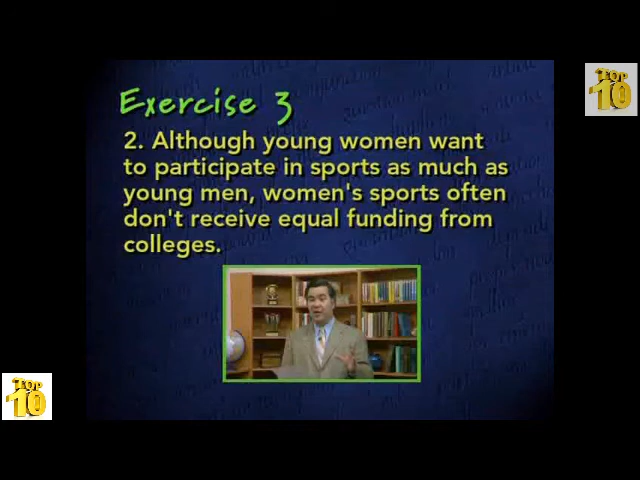 Exercise 3
2. Although young women want
to participate in sports as much as
young men, women's sports often
don't receive equal funding from
colleges.
TOP
10
TOP
10